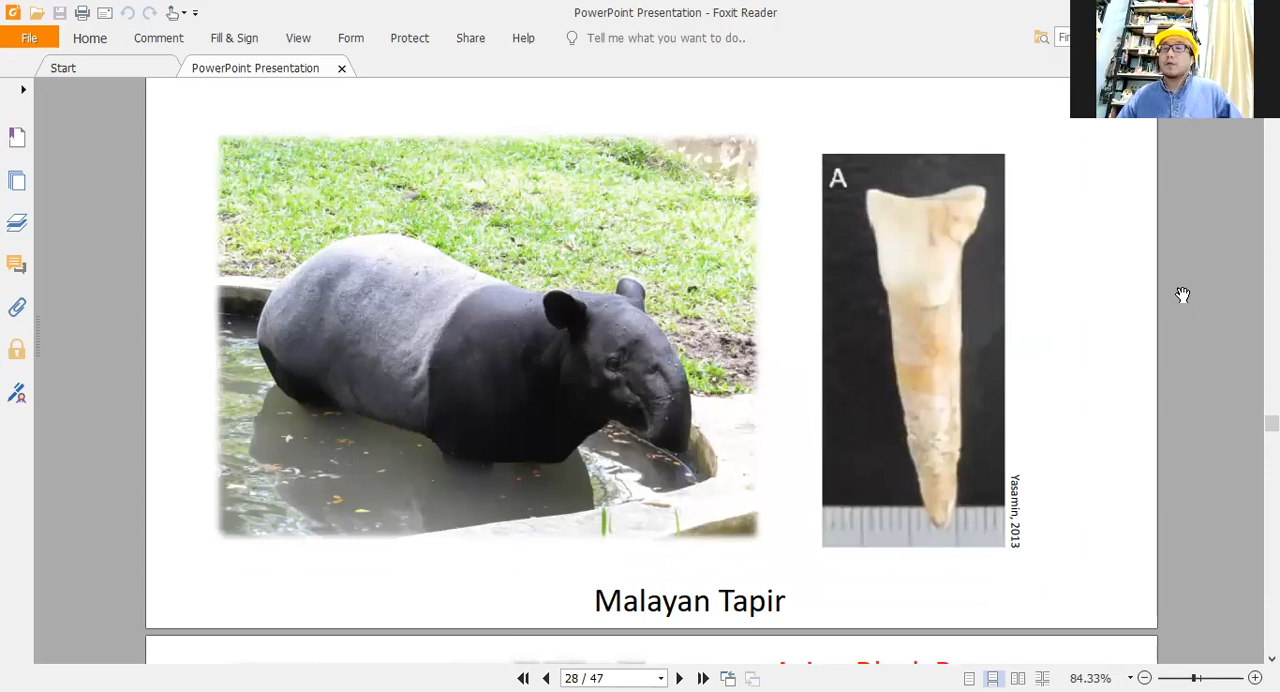 PowerPoint Presentation - Foxit Reader
File Home Comment Fill & Sign View Form Protect Share Help Tell me what you want to do..
Start PowerPoint Presentation
A
Yasamin, 2013
Malayan Tapir
28 / 47
84.33%